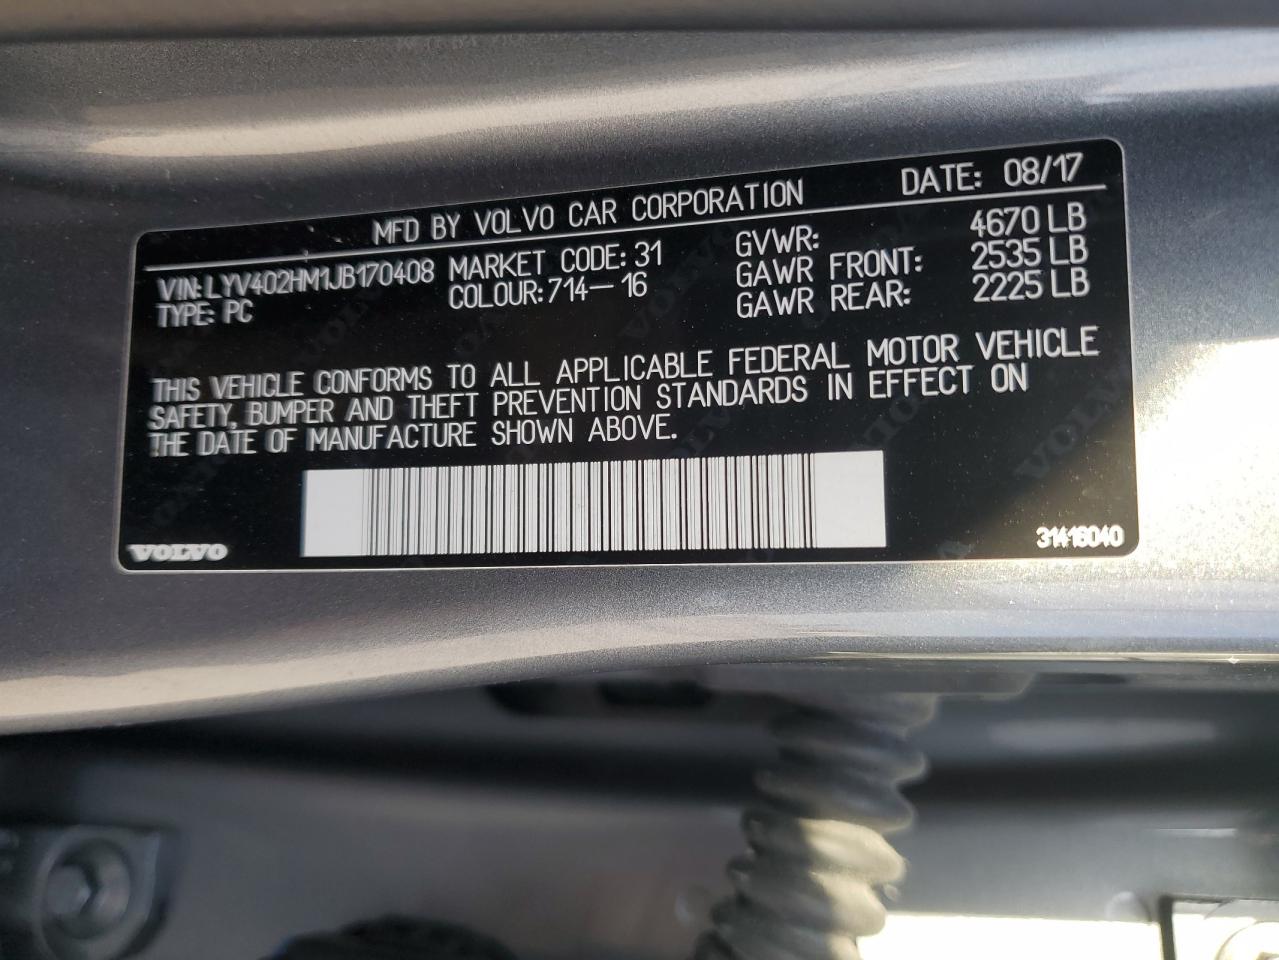 MFD BY VOLVO CAR CORPORATION DATE: 08/17
VIN:LYV402HM1JB170408 MARKET CODE: 31 GVWR: 4670 LB
TYPE: PC COLOUR:714-16 GAWR FRONT: 2535 LB
GAWR REAR: 2225 LB
THIS VEHICLE CONFORMS TO ALL APPLICABLE FEDERAL MOTOR VEHICLE
SAFETY, BUMPER AND THEFT PREVENTION STANDARDS IN EFFECT ON
THE DATE OF MANUFACTURE SHOWN ABOVE.
VOLVO 31416040